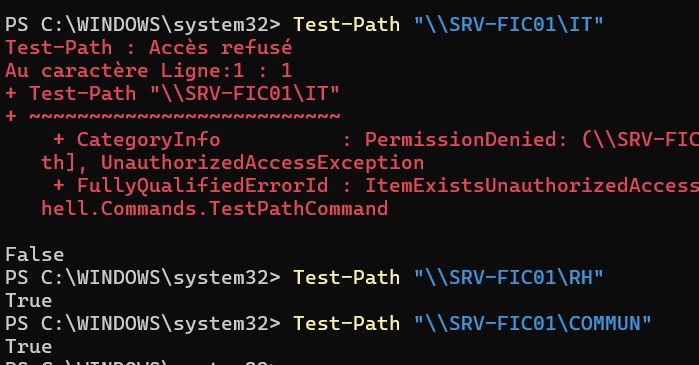 PS C:\WINDOWS\system32> Test-Path "\\SRV-FIC01\IT"
Test-Path : Accès refusé
Au caractère Ligne:1 : 1
+ Test-Path "\\SRV-FIC01\IT"
+ ~~~~~~~~~~~~~~~~~~~~~~~~~~
    + CategoryInfo          : PermissionDenied: (\\SRV-FIC
   th], UnauthorizedAccessException
    + FullyQualifiedErrorId : ItemExistsUnauthorizedAccess
   hell.Commands.TestPathCommand

False
PS C:\WINDOWS\system32> Test-Path "\\SRV-FIC01\RH"
True
PS C:\WINDOWS\system32> Test-Path "\\SRV-FIC01\COMMUN"
True